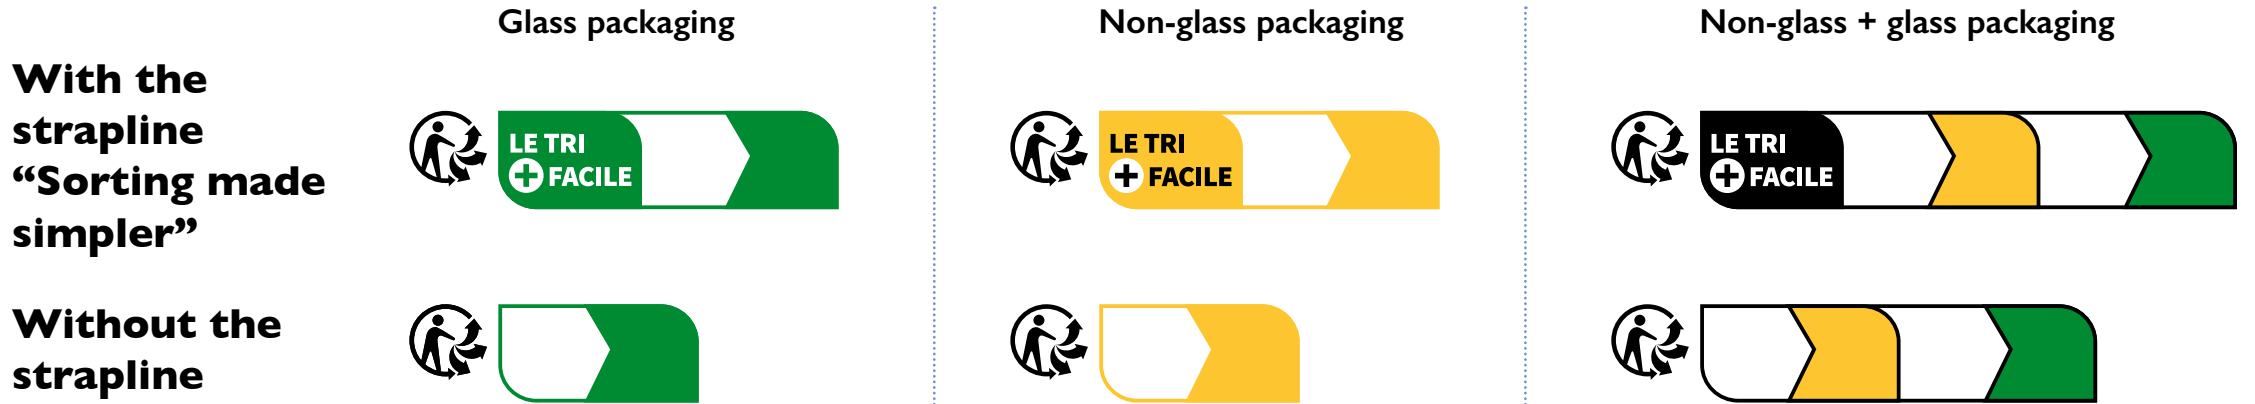 Glass packaging
Non-glass packaging
Non-glass + glass packaging
With the
strapline
“Sorting made
simpler”
LE TRI
+ FACILE
LE TRI
+ FACILE
LE TRI
+ FACILE
Without the
strapline